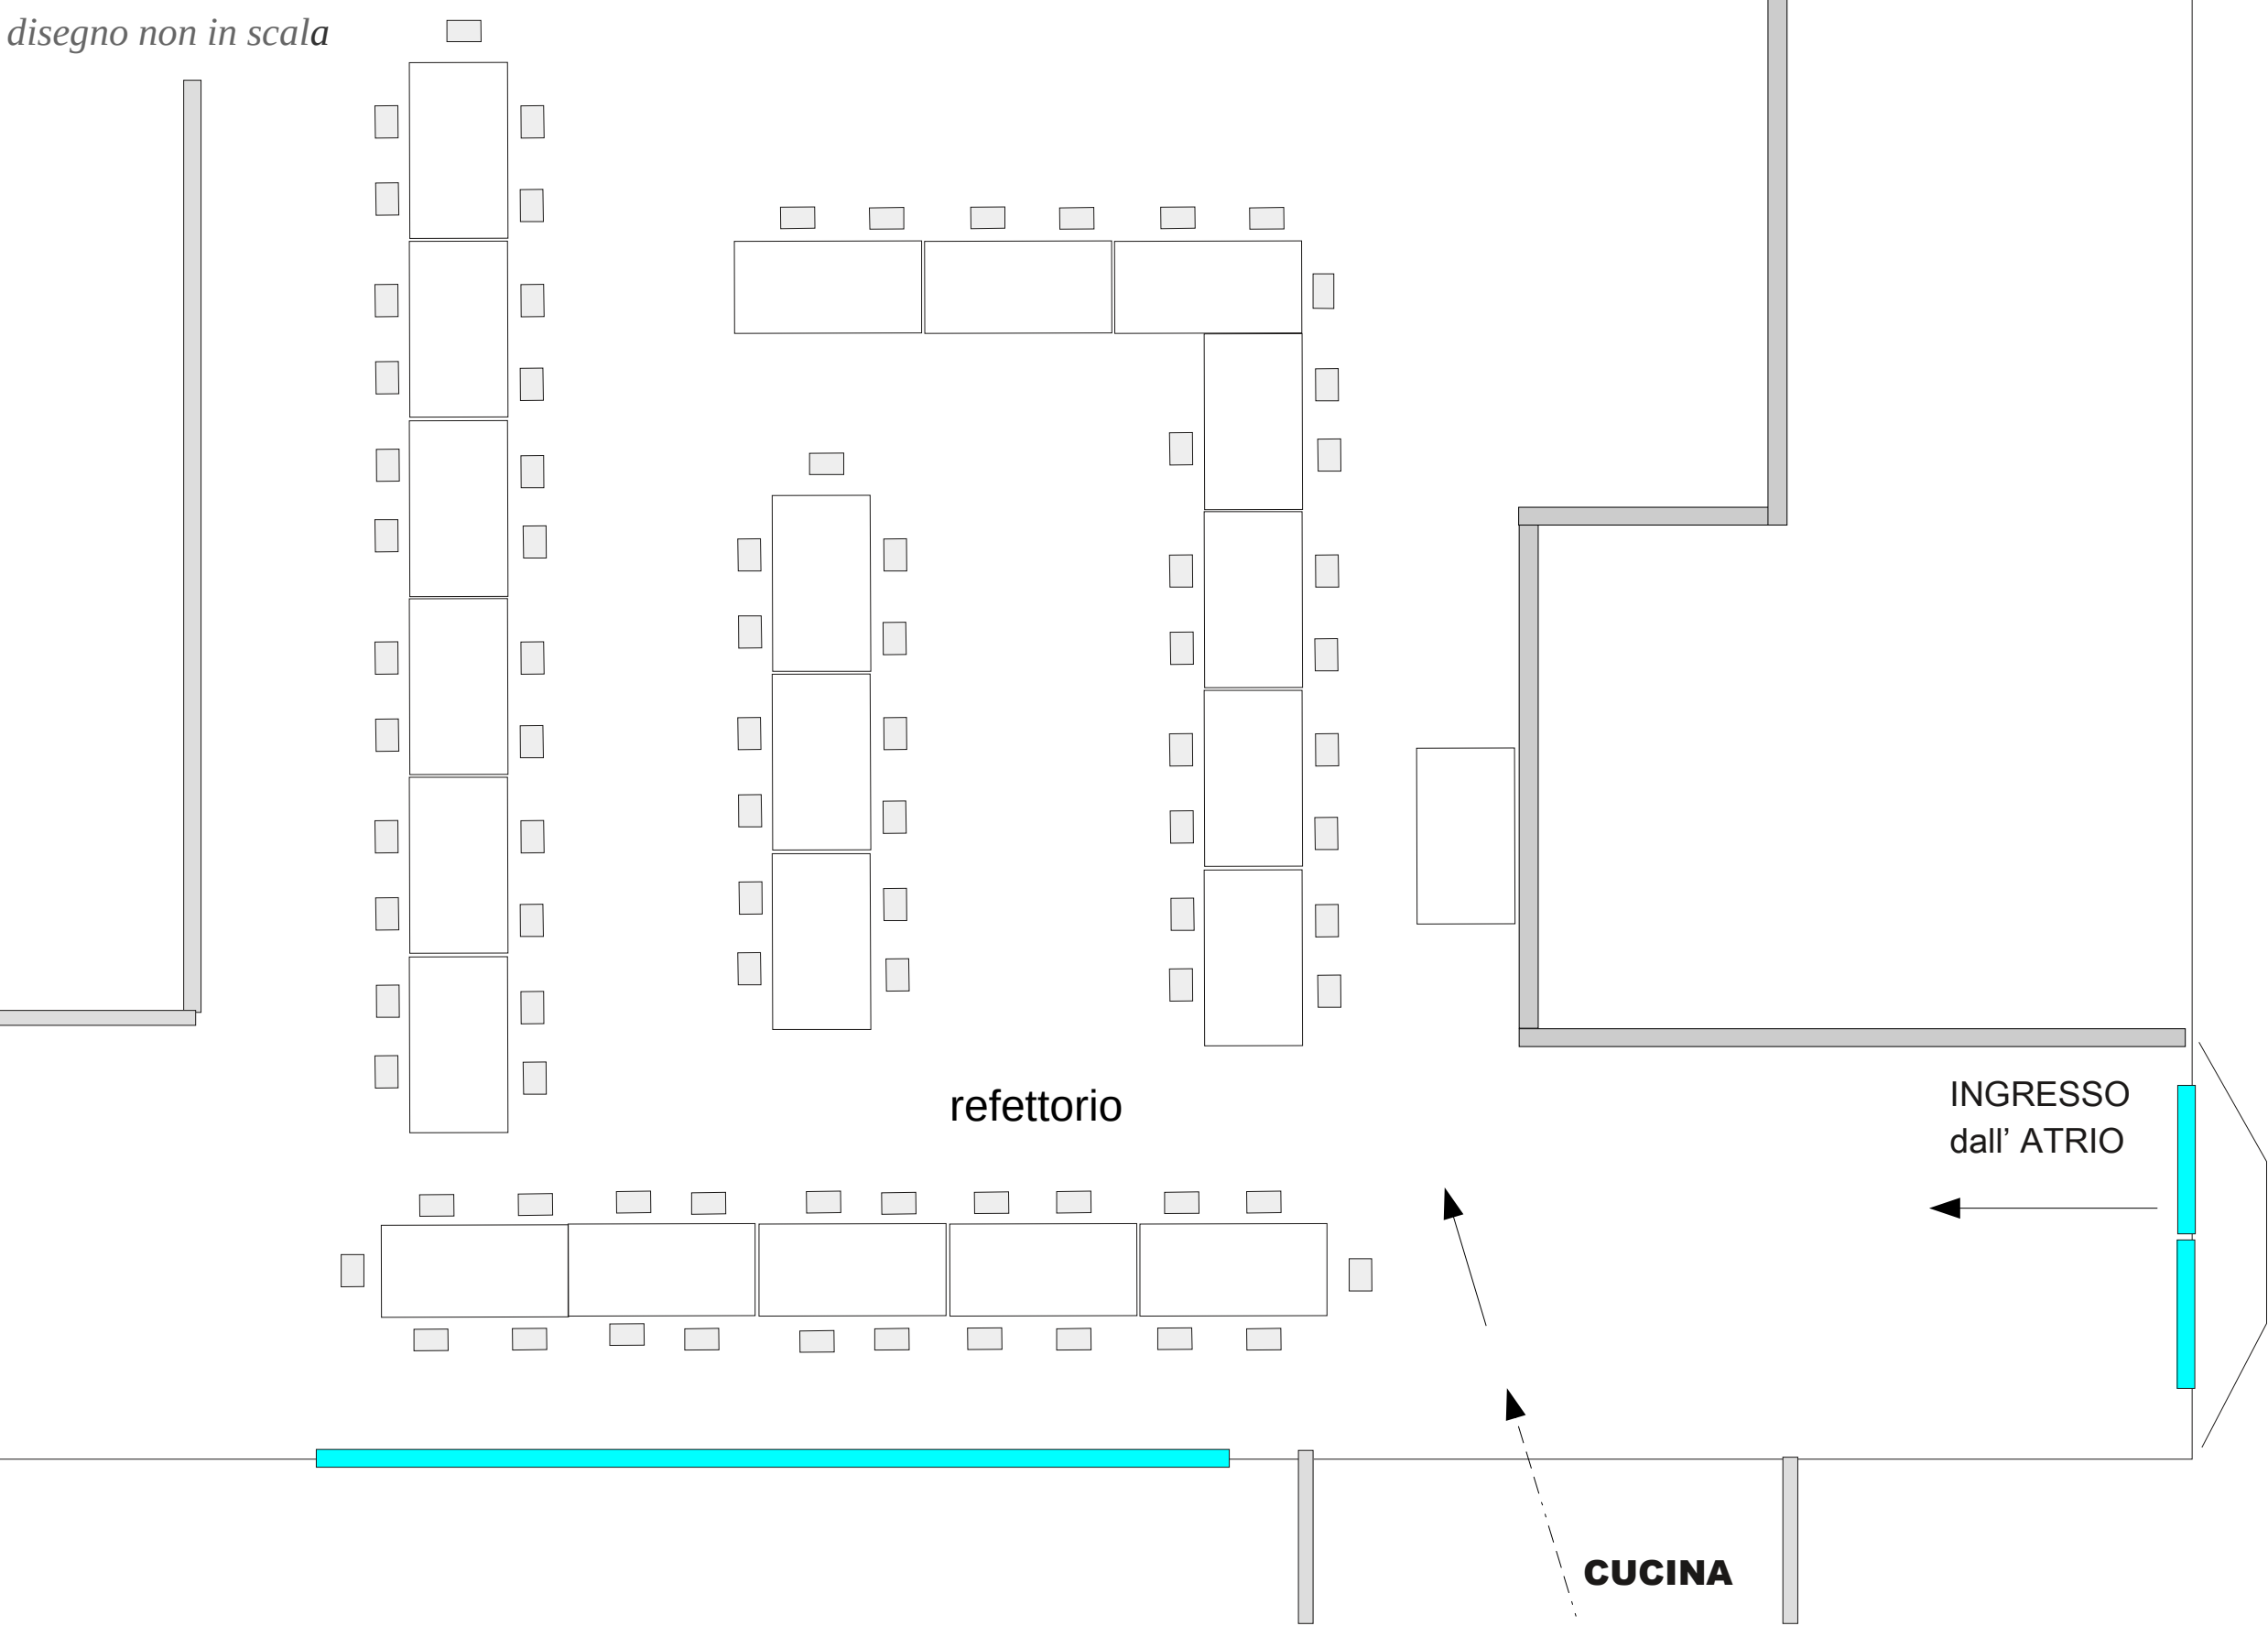 disegno non in scala
refettorio
INGRESSO
dall’ ATRIO
CUCINA